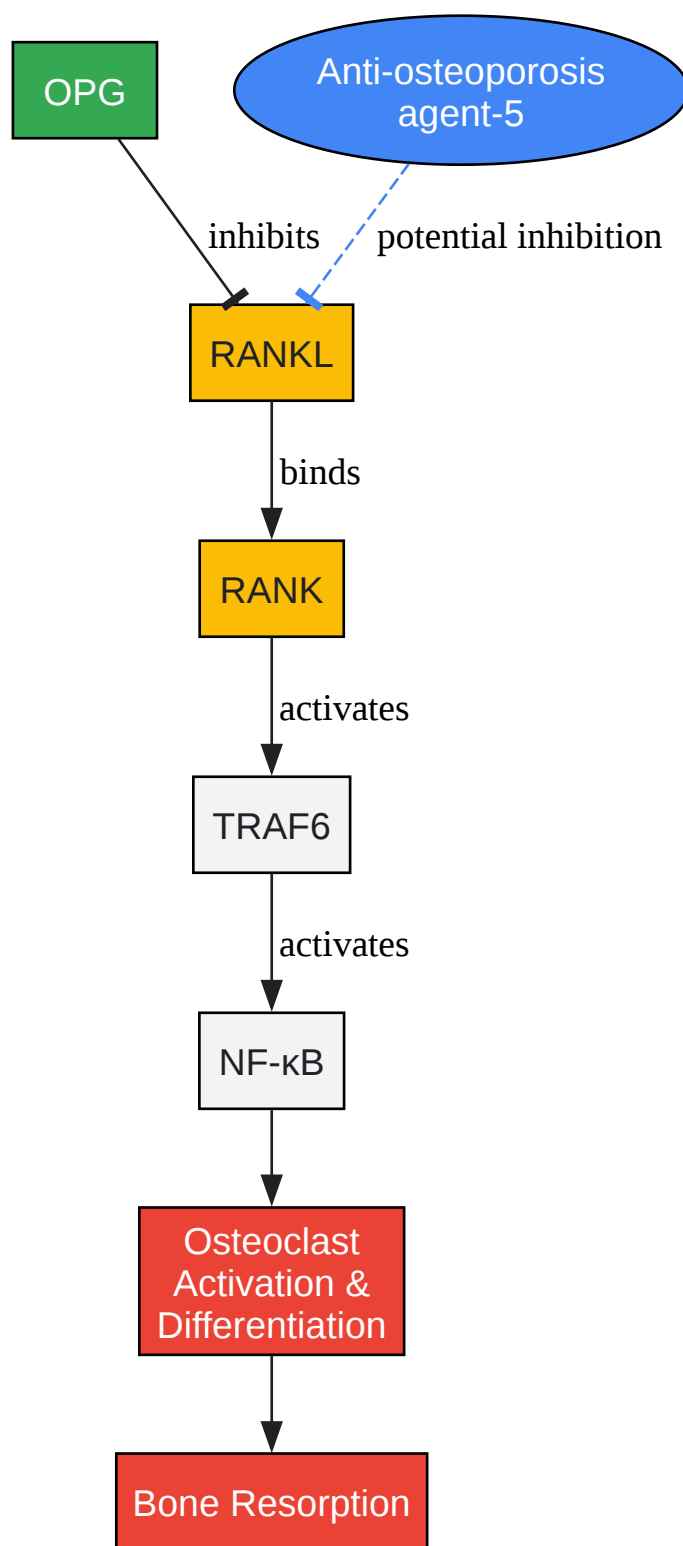 OPG
Anti-osteoporosis
agent-5
inhibits
potential inhibition
RANKL
binds
RANK
activates
TRAF6
activates
NF-κB
Osteoclast
Activation &
Differentiation
Bone Resorption